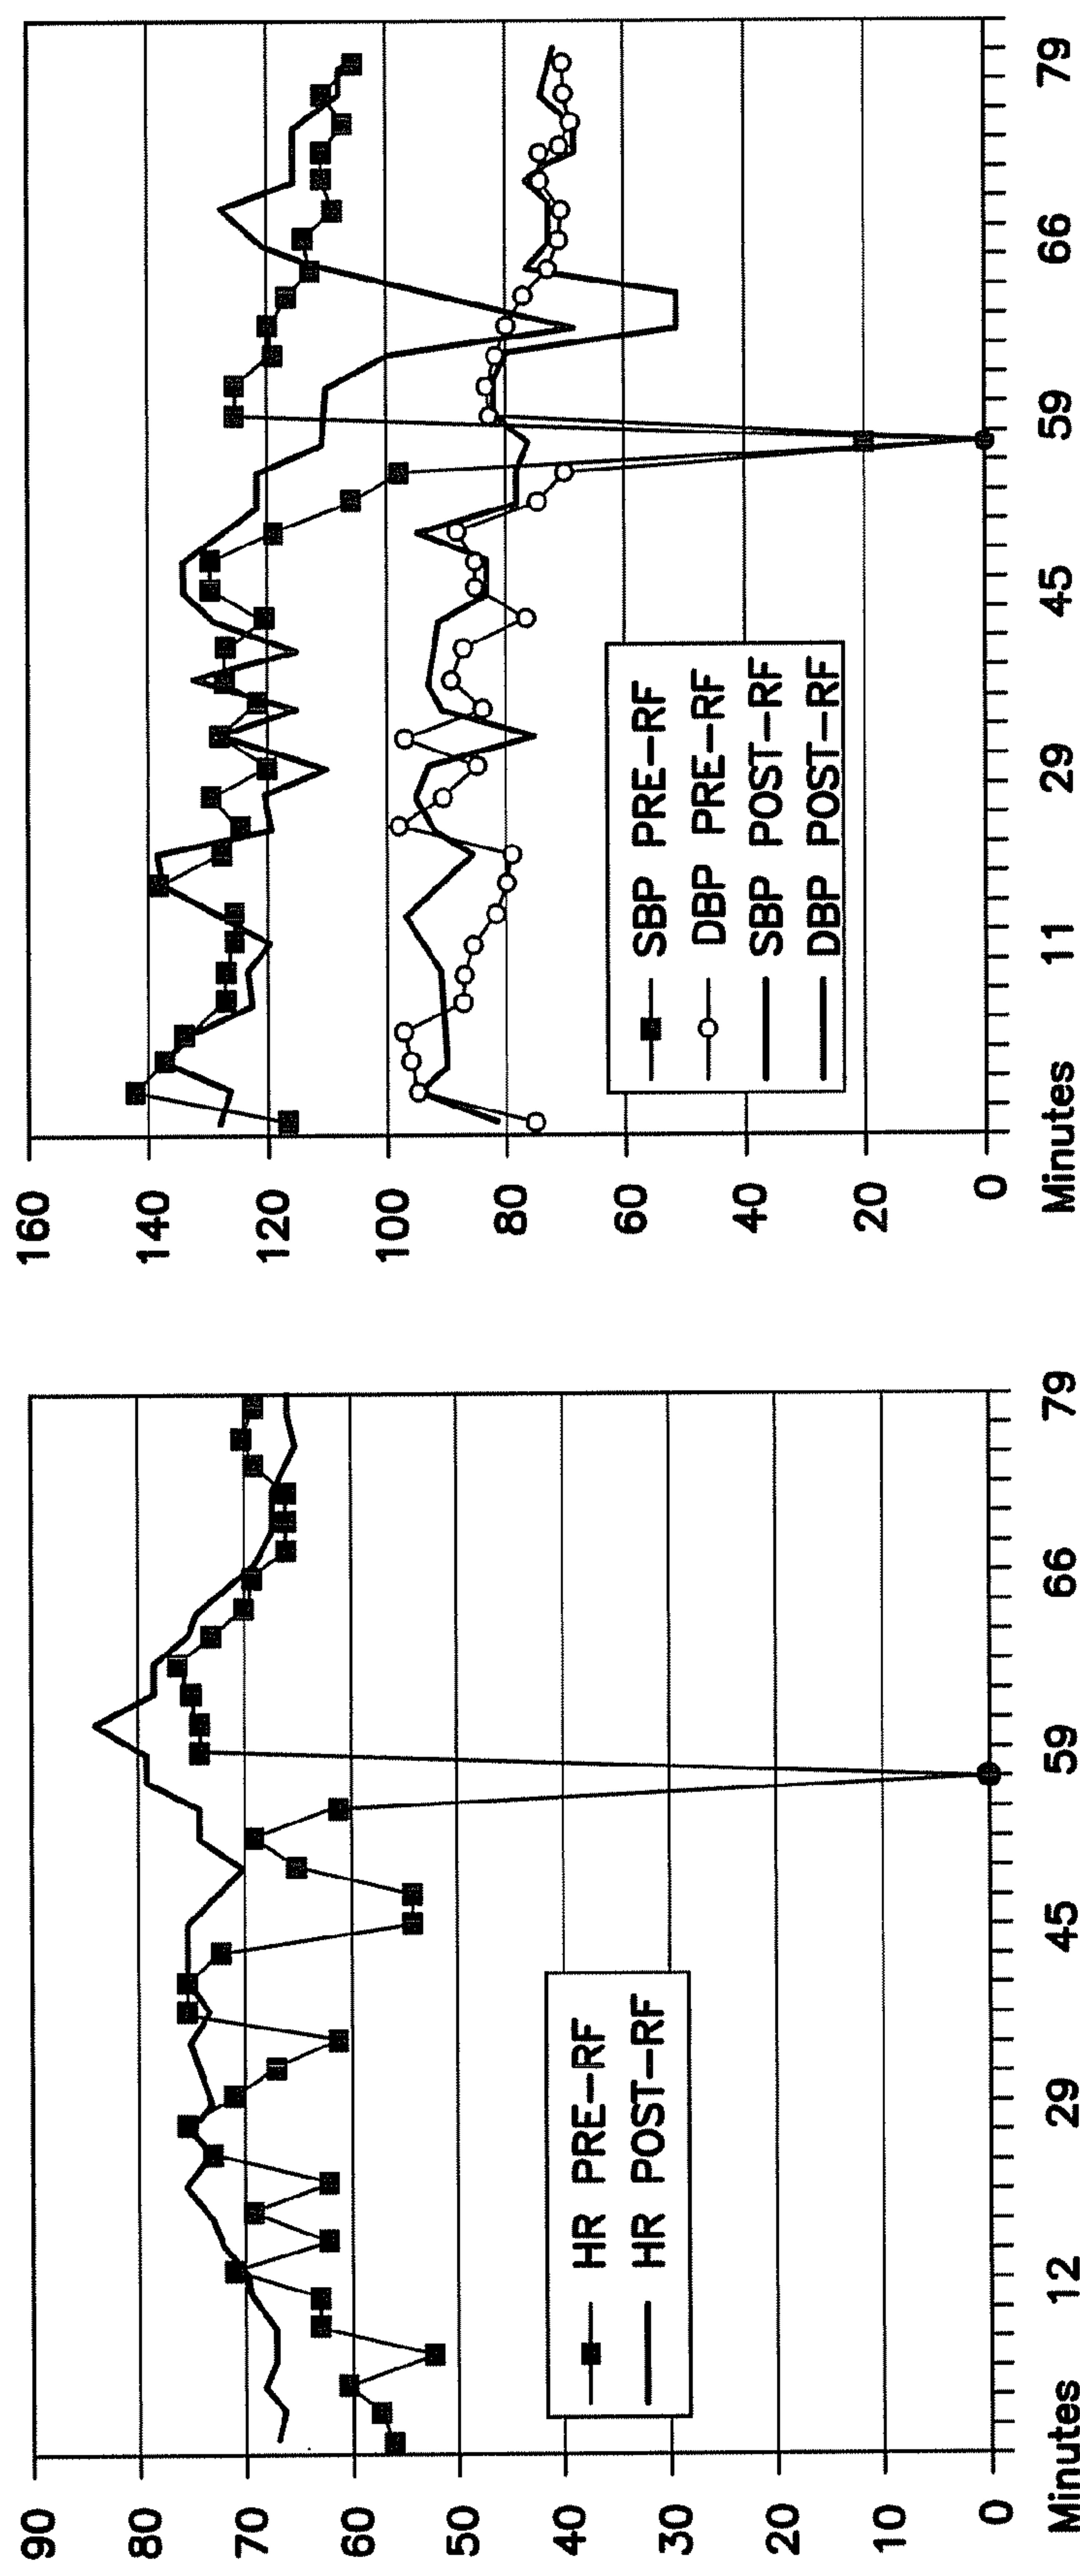 90
80
70
60
50
40
30
20
10
0
HR PRE–RF
HR POST–RF
Minutes 12 29 45 59 66 79
160
140
120
100
80
60
40
20
0
SBP PRE–RF
DBP PRE–RF
SBP POST–RF
DBP POST–RF
Minutes 11 29 45 59 66 79